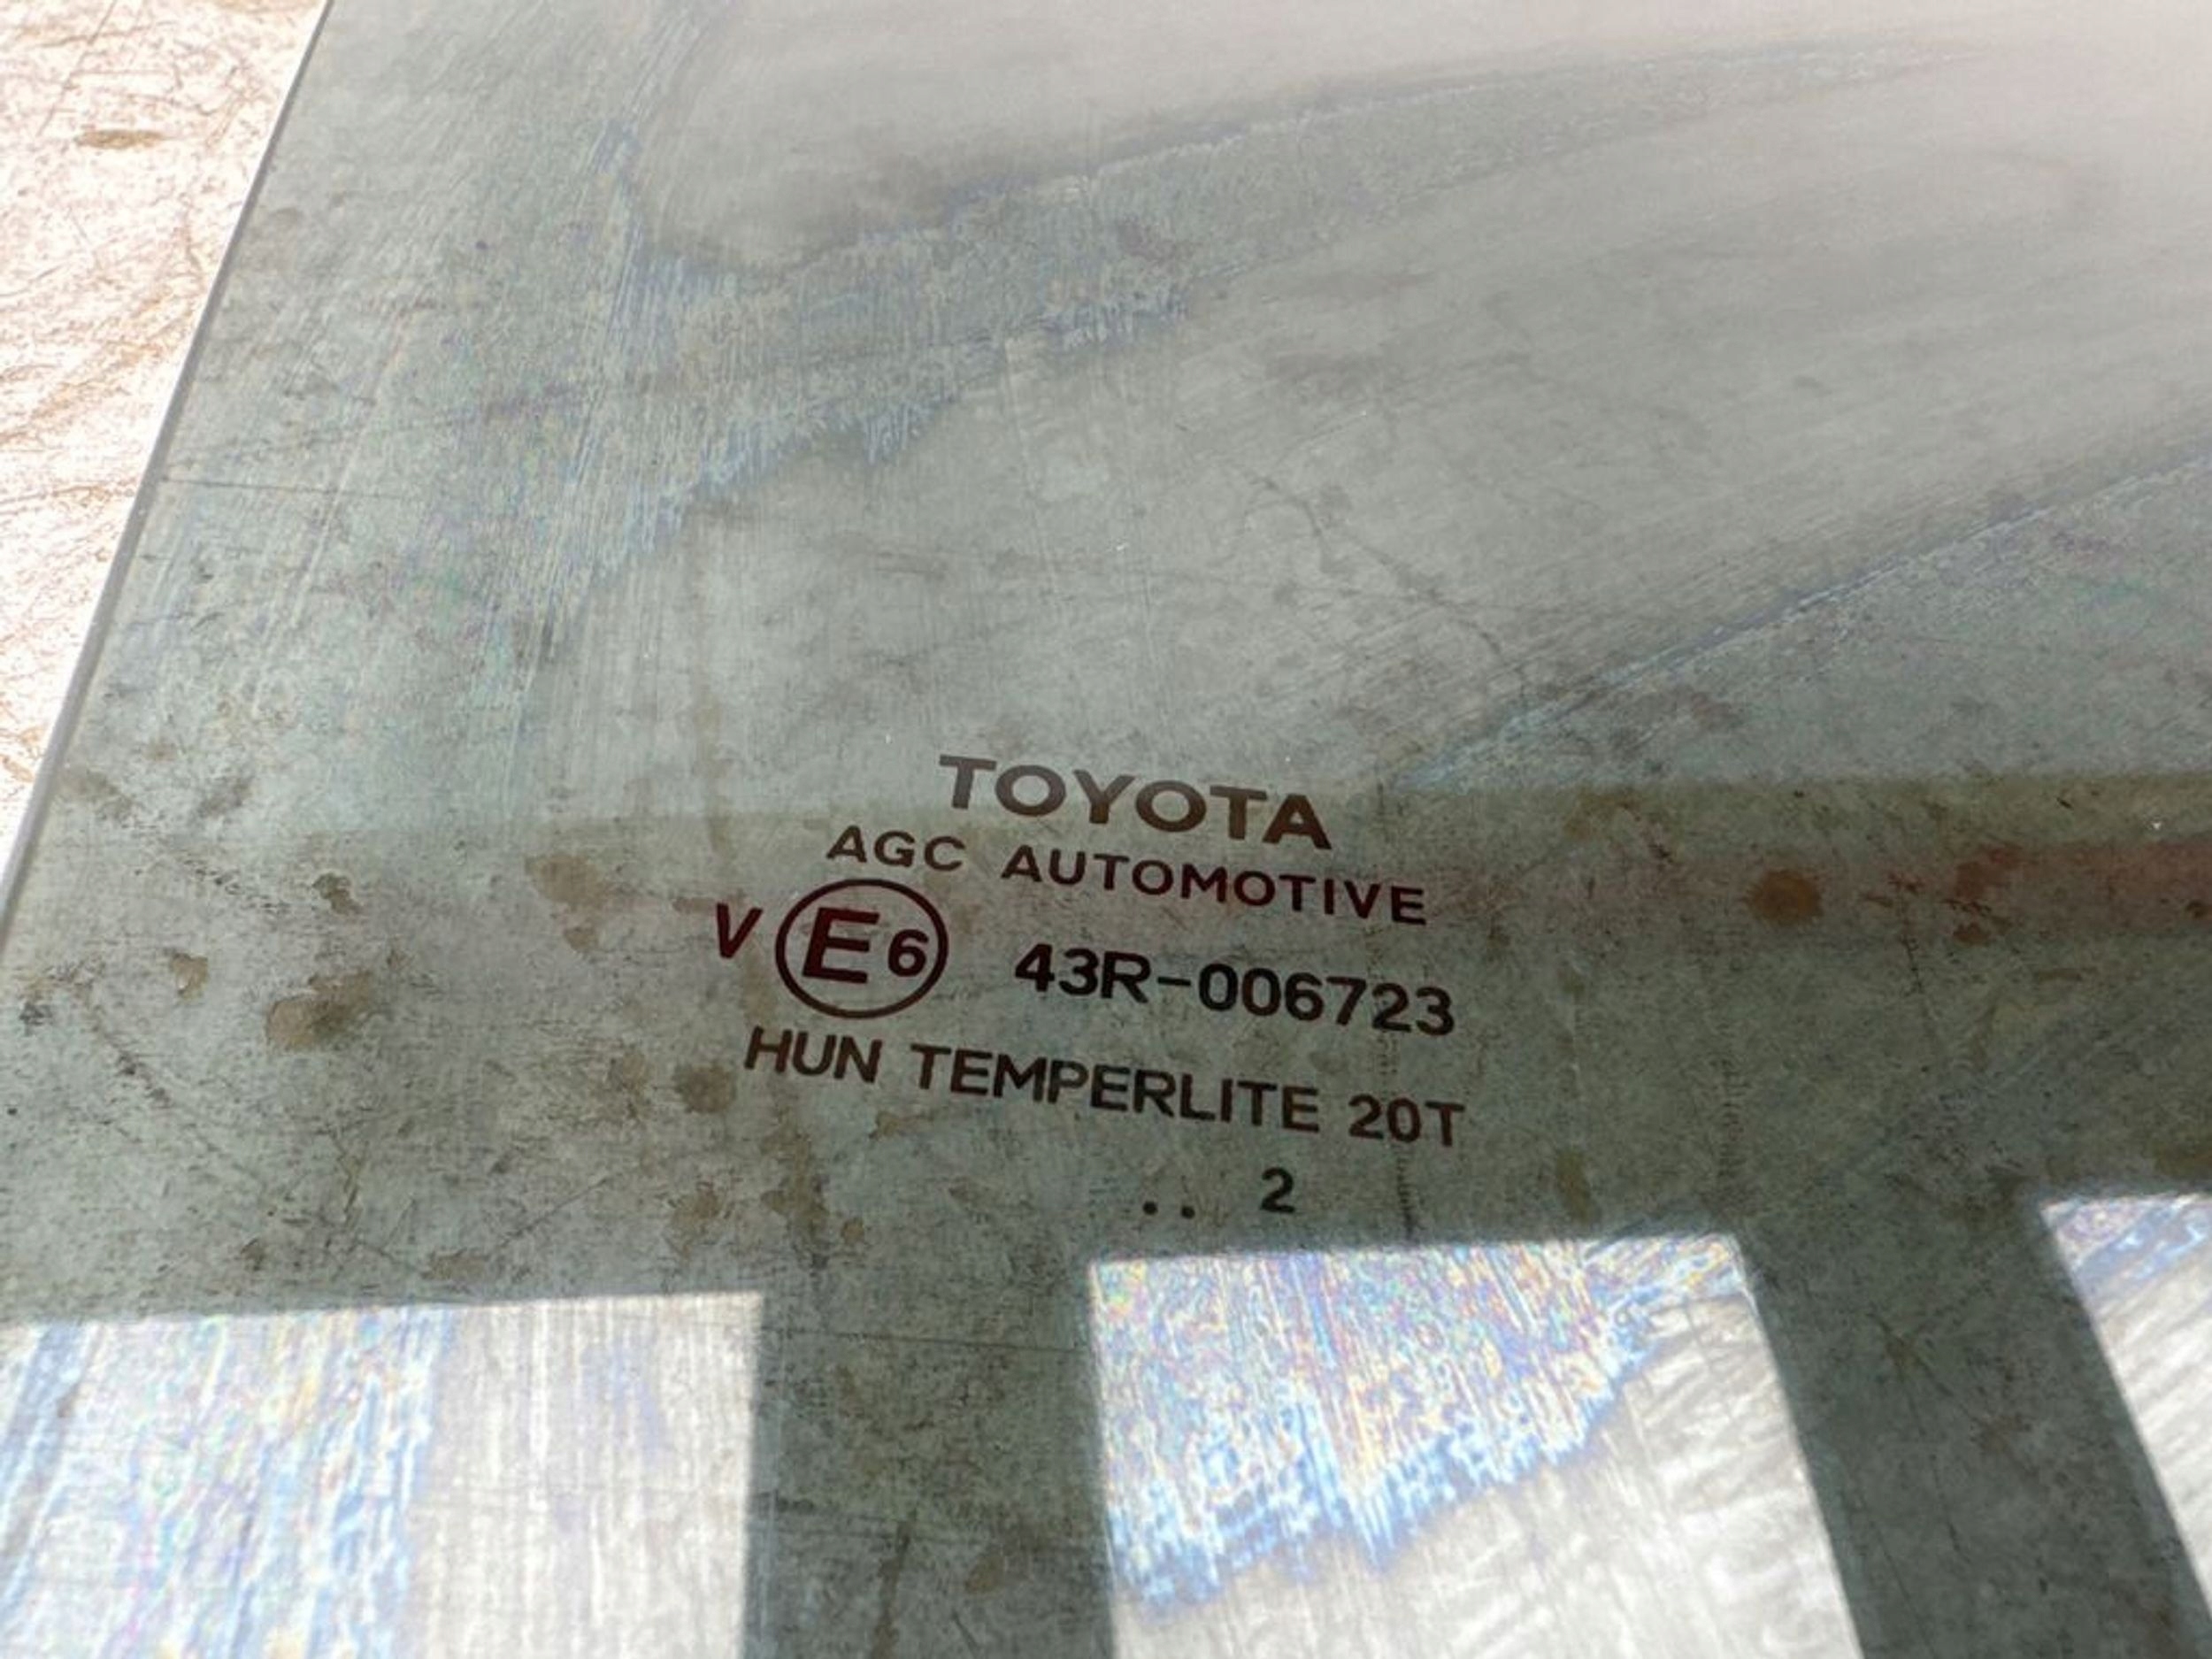 TOYOTA
AGC AUTOMOTIVE
V E6 43R-006723
HUN TEMPERLITE 20T
.. 2